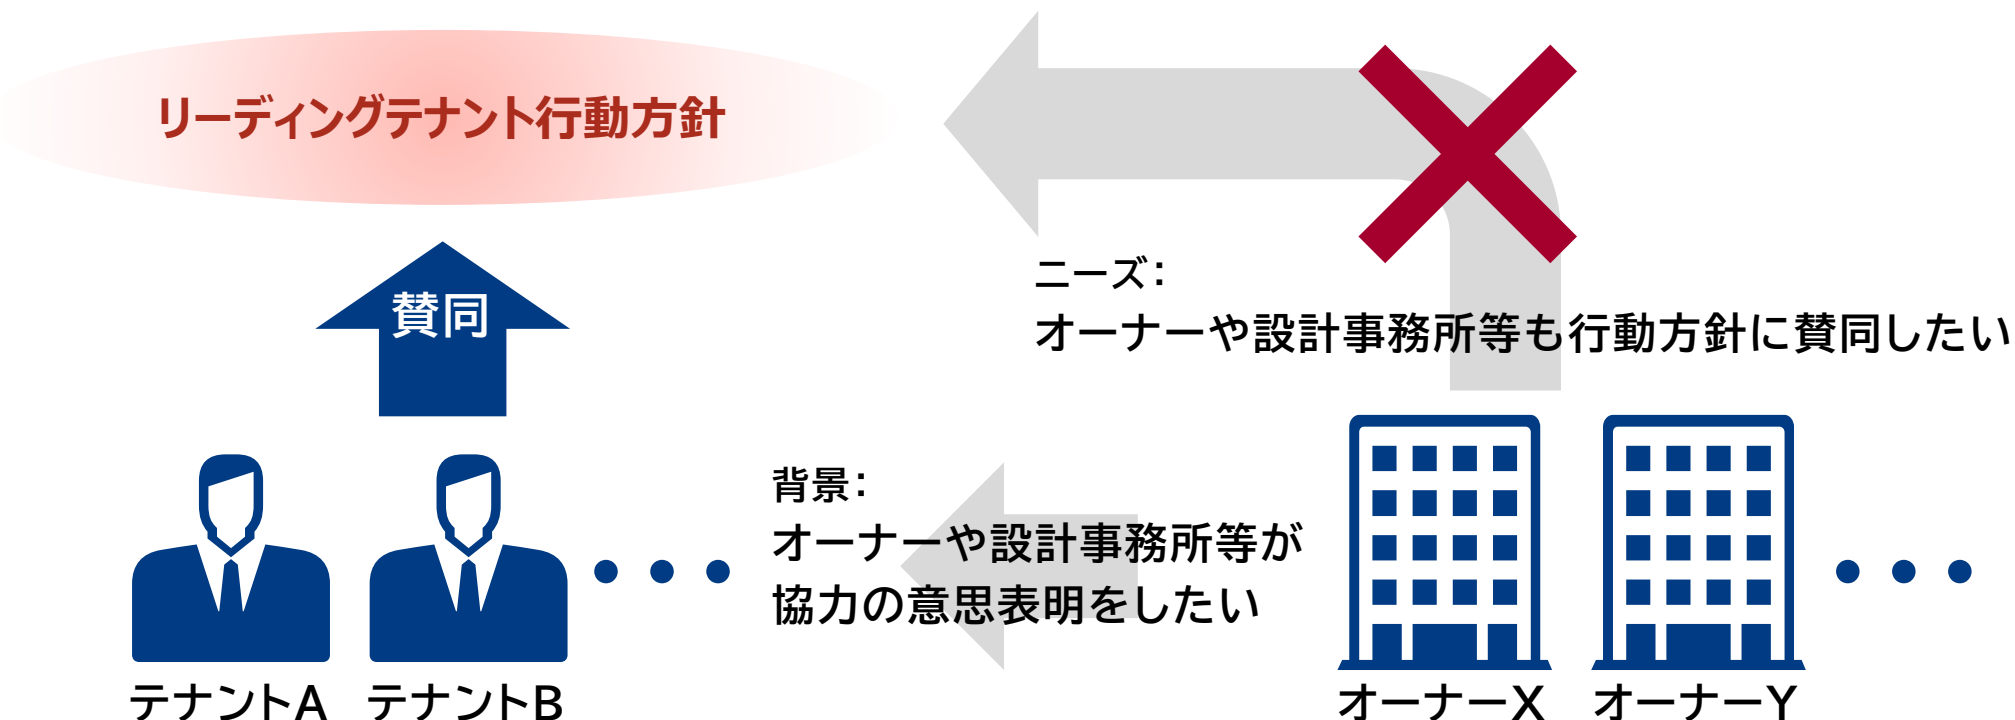 リーディングテナント行動方針
賛同
ニーズ：
オーナーや設計事務所等も行動方針に賛同したい
背景：
オーナーや設計事務所等が
協力の意思表明をしたい
テナントA
テナントB
オーナーX
オーナーY